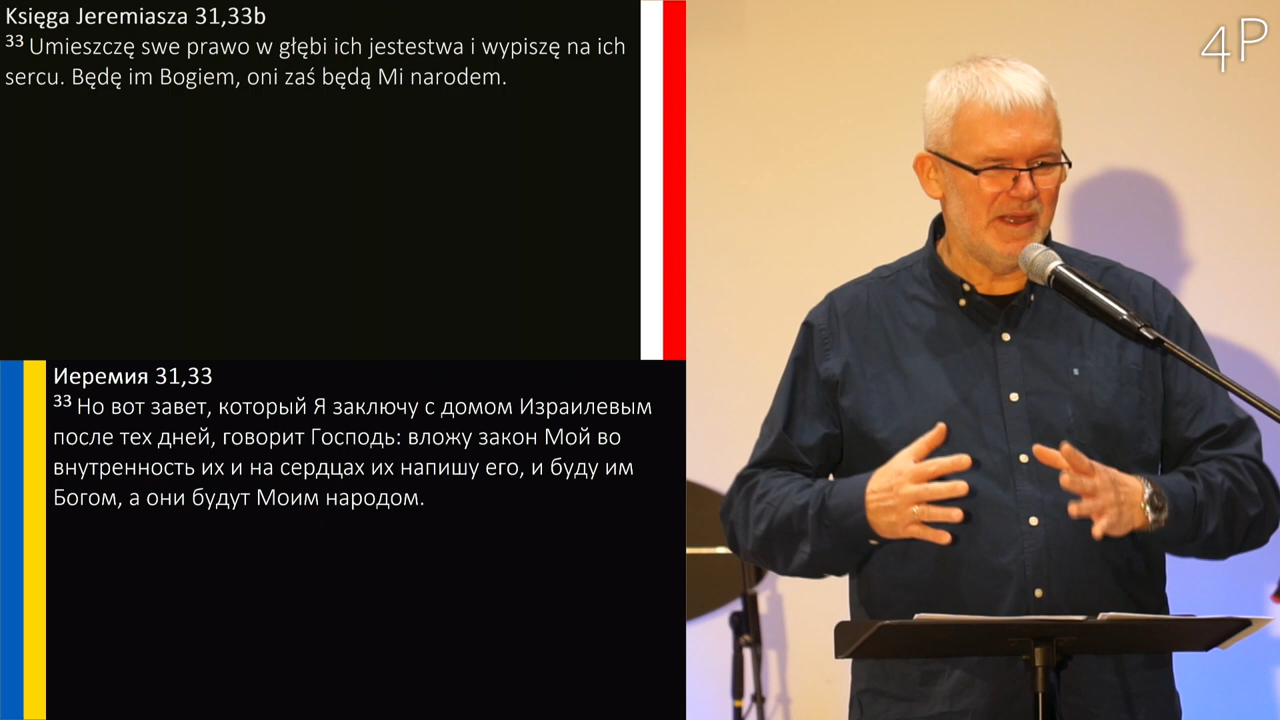 Księga Jeremiasza 31,33b
33 Umieszczę swe prawo w głębi ich jestestwa i wypiszę na ich
sercu. Będę im Bogiem, oni zaś będą Mi narodem.
4P
Иеремия 31,33
33 Но вот завет, который Я заключу с домом Израилевым
после тех дней, говорит Господь: вложу закон Мой во
внутренность их и на сердцах их напишу его, и буду им
Богом, а они будут Моим народом.